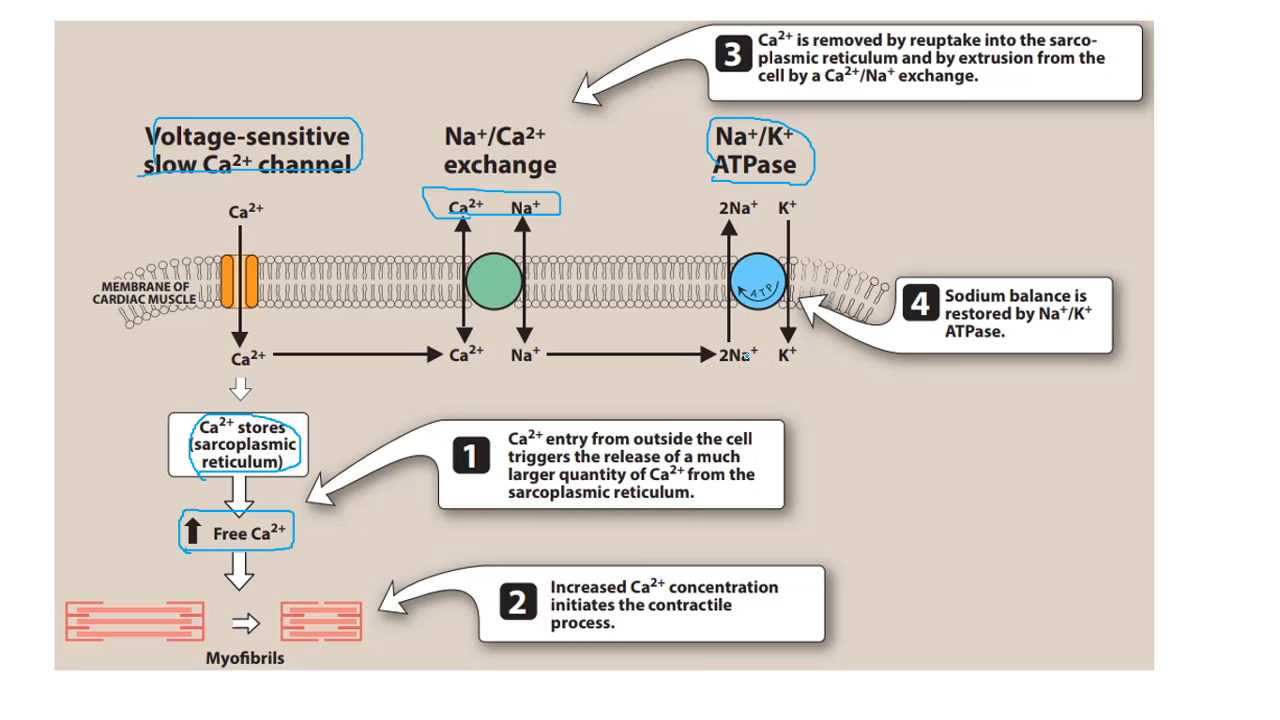 3
Ca²⁺ is removed by reuptake into the sarco-
plasmic reticulum and by extrusion from the
cell by a Ca²⁺/Na⁺ exchange.
Voltage-sensitive
slow Ca²⁺ channel
Na⁺/Ca²⁺
exchange
Na⁺/K⁺
ATPase
Ca²⁺
Ca²⁺
Na⁺
2Na⁺
K⁺
MEMBRANE OF
CARDIAC MUSCLE
ATP
4
Sodium balance is
restored by Na⁺/K⁺
ATPase.
Ca²⁺
Ca²⁺
Na⁺
2Na⁺
K⁺
Ca²⁺ stores
(sarcoplasmic
reticulum)
1
Ca²⁺ entry from outside the cell
triggers the release of a much
larger quantity of Ca²⁺ from the
sarcoplasmic reticulum.
Free Ca²⁺
2
Increased Ca²⁺ concentration
initiates the contractile
process.
Myofibrils